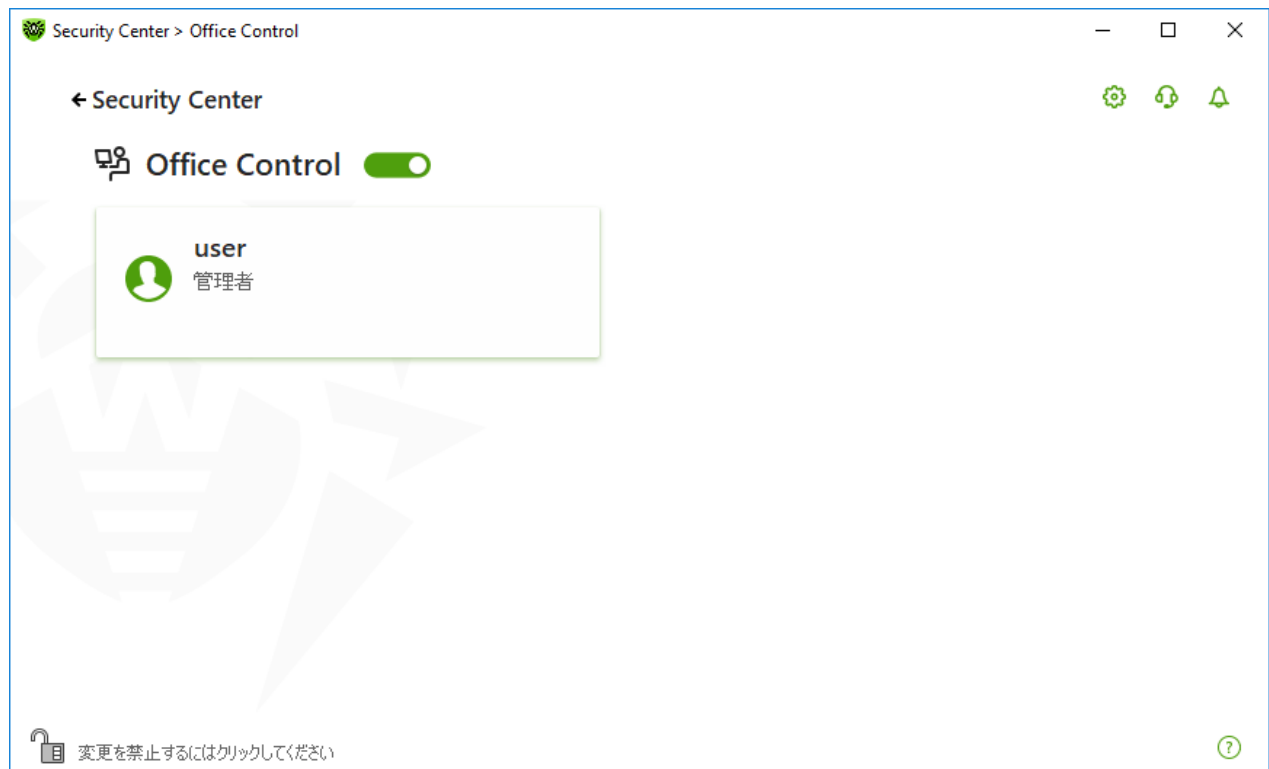 Security Center > Office Control
Security Center
Office Control
user
管理者
変更を禁止するにはクリックしてください